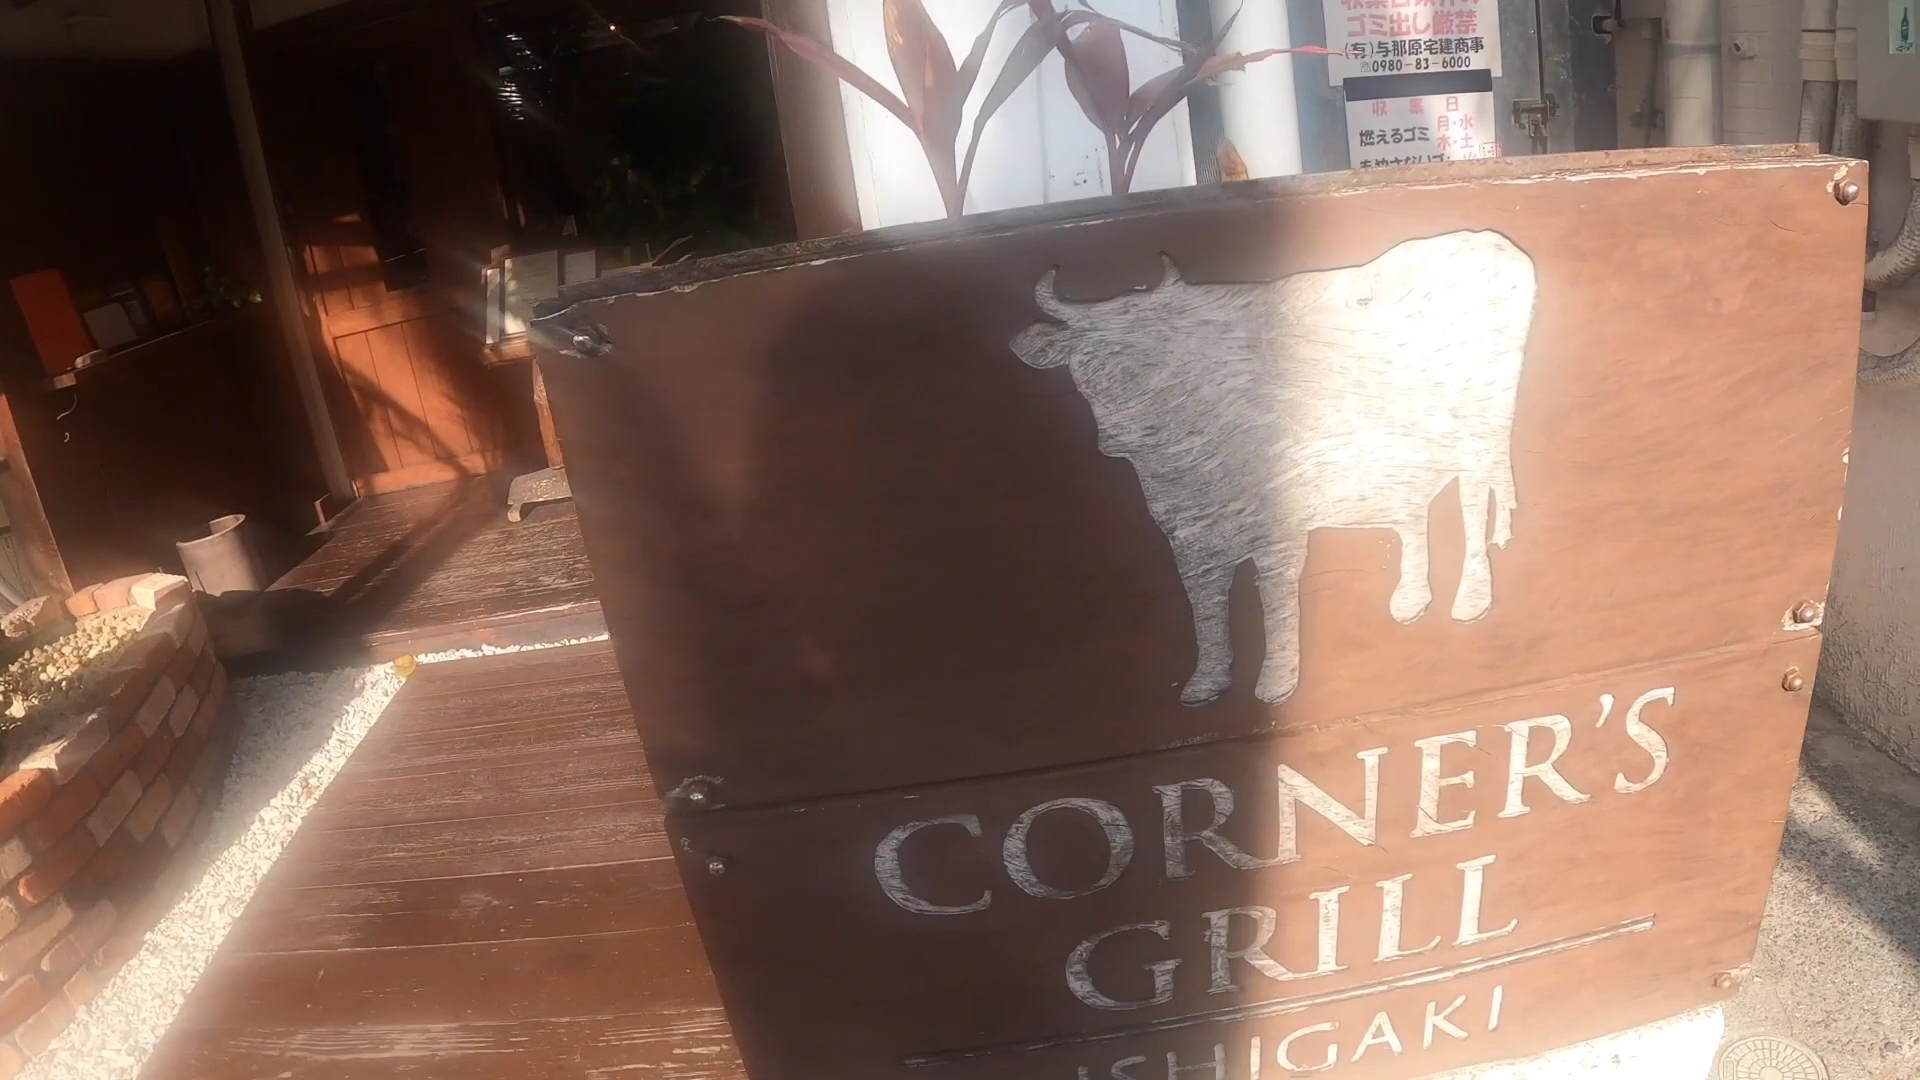 ゴミ出し厳禁
(有)与那原宅建商事
☏0980-83-6000
収集日
燃えるゴミ 月・水
木・土
CORNER'S
GRILL
ISHIGAKI